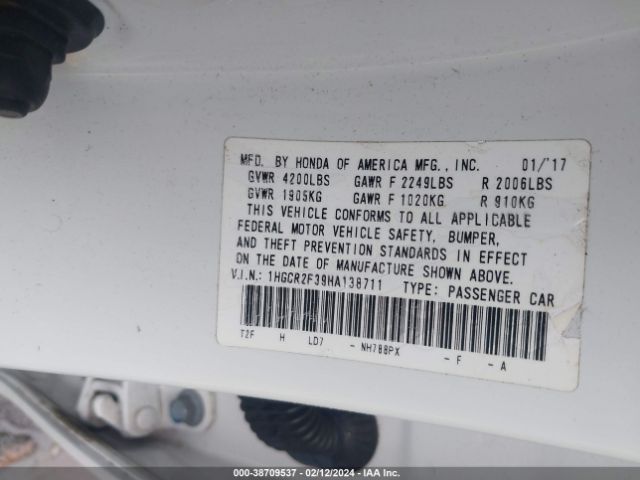 MFD. BY HONDA OF AMERICA MFG., INC. 01/'17
GVWR 4200LBS GAWR F 2249LBS R 2006LBS
GVWR 1905KG GAWR F 1020KG R 910KG
THIS VEHICLE CONFORMS TO ALL APPLICABLE
FEDERAL MOTOR VEHICLE SAFETY, BUMPER,
AND THEFT PREVENTION STANDARDS IN EFFECT
ON THE DATE OF MANUFACTURE SHOWN ABOVE.
V.I.N.: 1HGCR2F39HA138711 TYPE: PASSENGER CAR
T2F H LD7 - NH788PX - F - A
000-38709537 - 02/12/2024 - IAA Inc.